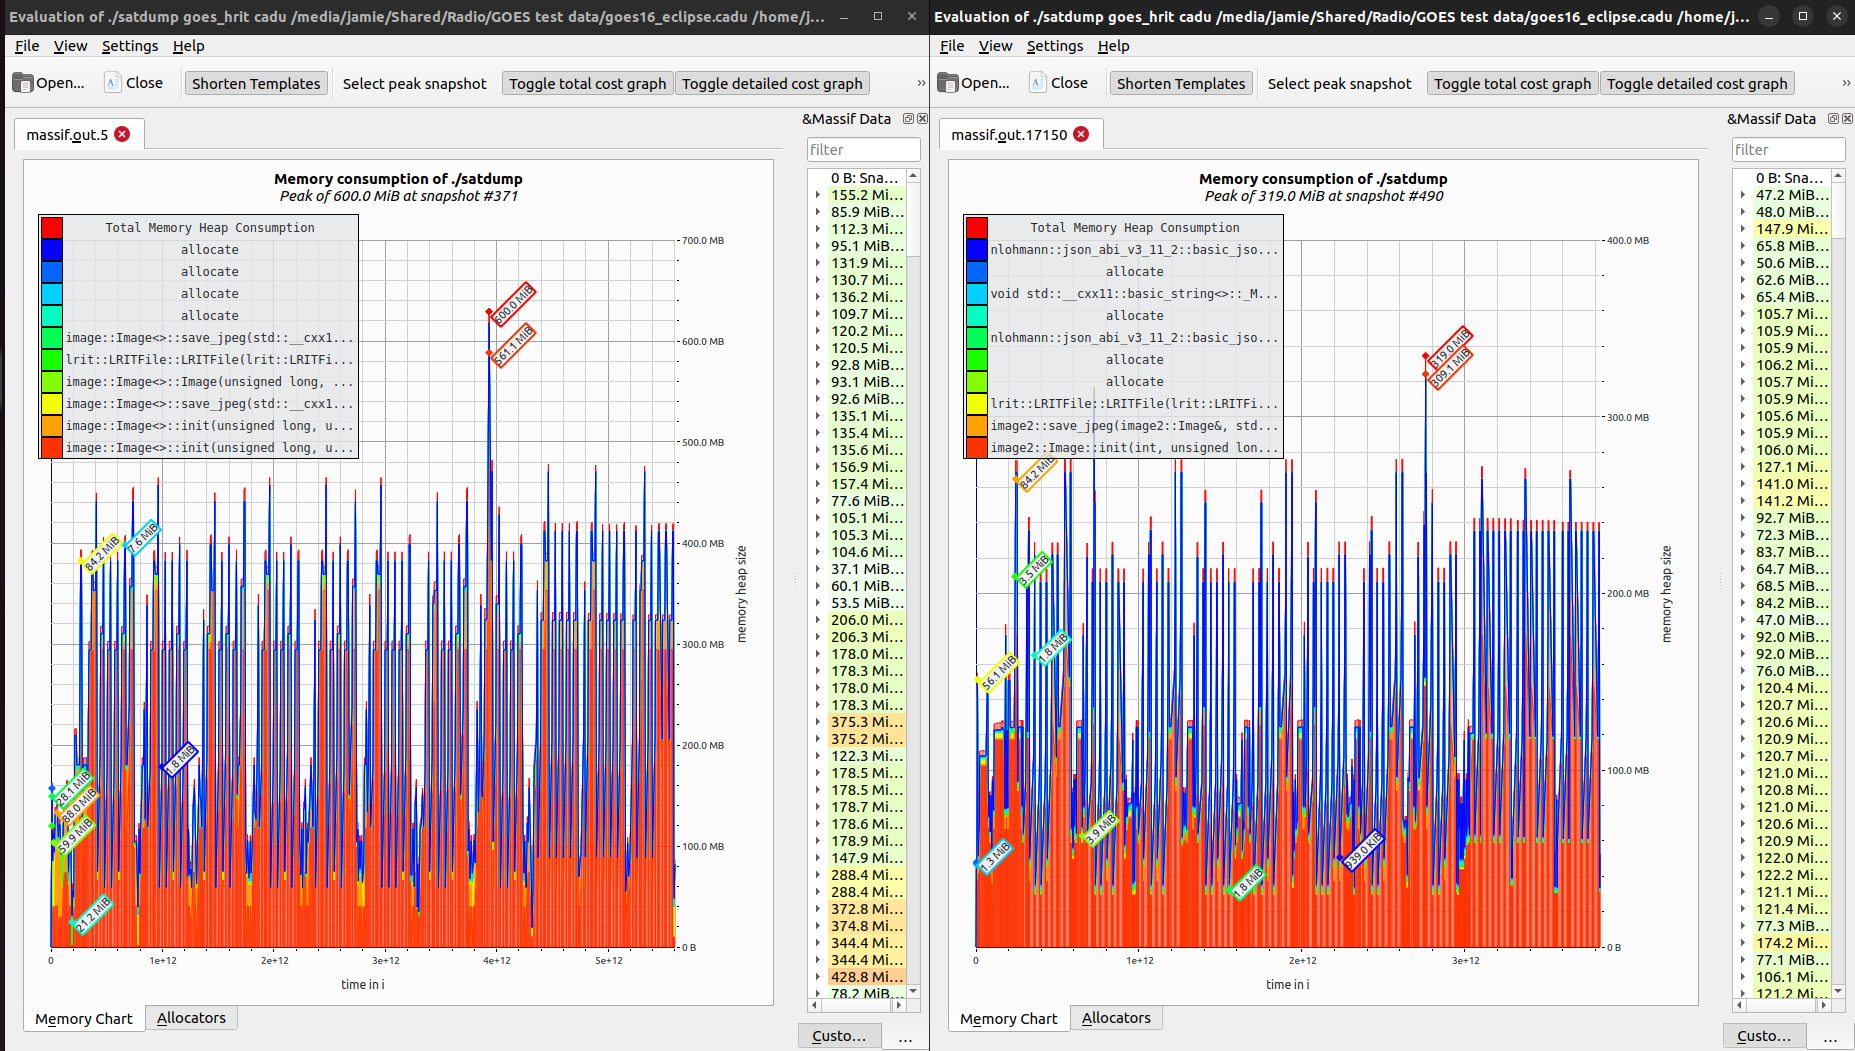 Evaluation of ./satdump goes_hrit cadu /media/jamie/Shared/Radio/GOES test data/goes16_eclipse.cadu /home/j...
File View Settings Help
Open... Close Shorten Templates Select peak snapshot Toggle total cost graph Toggle detailed cost graph »
massif.out.5
&Massif Data
filter
Memory consumption of ./satdump
Peak of 600.0 MiB at snapshot #371
Total Memory Heap Consumption
allocate
allocate
allocate
allocate
image::Image<>::save_jpeg(std::__cxx1...
lrit::LRITFile::LRITFile(lrit::LRITFi...
image::Image<>::Image(unsigned long, ...
image::Image<>::save_jpeg(std::__cxx1...
image::Image<>::init(unsigned long, u...
image::Image<>::init(unsigned long, u...
700.0 MB
600.0 MB
500.0 MB
400.0 MB
300.0 MB
200.0 MB
100.0 MB
0 B
memory heap size
600.0 MiB
561.1 MiB
84.2 MiB
7.6 MiB
1.8 MiB
28.1 MiB
88.0 MiB
59.9 MiB
21.2 MiB
0 1e+12 2e+12 3e+12 4e+12 5e+12
time in i
0 B: Sna...
155.2 Mi...
85.9 MiB...
112.3 Mi...
95.1 MiB...
131.9 Mi...
130.7 Mi...
136.2 Mi...
109.7 Mi...
120.2 Mi...
120.5 Mi...
92.8 MiB...
93.1 MiB...
92.6 MiB...
135.1 Mi...
135.4 Mi...
135.6 Mi...
156.9 Mi...
157.4 Mi...
77.6 MiB...
105.1 Mi...
105.3 Mi...
104.6 Mi...
37.1 MiB...
60.1 MiB...
53.5 MiB...
206.0 Mi...
206.3 Mi...
178.0 Mi...
178.3 Mi...
178.0 Mi...
178.3 Mi...
375.3 Mi...
375.2 Mi...
122.3 Mi...
178.5 Mi...
178.5 Mi...
178.7 Mi...
178.6 Mi...
178.9 Mi...
147.9 Mi...
288.4 Mi...
288.4 Mi...
372.8 Mi...
374.8 Mi...
344.4 Mi...
344.4 Mi...
428.8 Mi...
78.2 MiB...
Memory Chart Allocators
Custo... ...
Evaluation of ./satdump goes_hrit cadu /media/jamie/Shared/Radio/GOES test data/goes16_eclipse.cadu /home/j...
File View Settings Help
Open... Close Shorten Templates Select peak snapshot Toggle total cost graph Toggle detailed cost graph »
massif.out.17150
&Massif Data
filter
Memory consumption of ./satdump
Peak of 319.0 MiB at snapshot #490
Total Memory Heap Consumption
nlohmann::json_abi_v3_11_2::basic_jso...
allocate
void std::__cxx11::basic_string<>::_M...
allocate
nlohmann::json_abi_v3_11_2::basic_jso...
allocate
allocate
lrit::LRITFile::LRITFile(lrit::LRITFi...
image2::save_jpeg(image2::Image&, std...
image2::Image::init(int, unsigned lon...
400.0 MB
300.0 MB
200.0 MB
100.0 MB
0 B
memory heap size
319.0 MiB
309.1 MiB
84.2 MiB
3.5 MiB
1.8 MiB
56.1 MiB
3.9 MiB
1.3 MiB
1.8 MiB
939.0 KiB
0 1e+12 2e+12 3e+12
time in i
0 B: Sna...
47.2 MiB...
48.0 MiB...
147.9 Mi...
65.8 MiB...
50.6 MiB...
62.6 MiB...
65.4 MiB...
105.7 Mi...
105.9 Mi...
105.9 Mi...
106.2 Mi...
105.7 Mi...
105.9 Mi...
105.6 Mi...
105.9 Mi...
106.0 Mi...
127.1 Mi...
141.0 Mi...
141.2 Mi...
92.7 MiB...
72.3 MiB...
83.7 MiB...
64.7 MiB...
68.5 MiB...
84.2 MiB...
47.0 MiB...
92.0 MiB...
92.0 MiB...
76.0 MiB...
120.4 Mi...
120.7 Mi...
120.6 Mi...
120.9 Mi...
120.7 Mi...
121.0 Mi...
120.8 Mi...
121.0 Mi...
120.6 Mi...
120.9 Mi...
122.0 Mi...
122.2 Mi...
121.1 Mi...
121.4 Mi...
77.3 MiB...
174.2 Mi...
77.1 MiB...
106.1 Mi...
121.2 Mi...
Memory Chart Allocators
Custo... ...